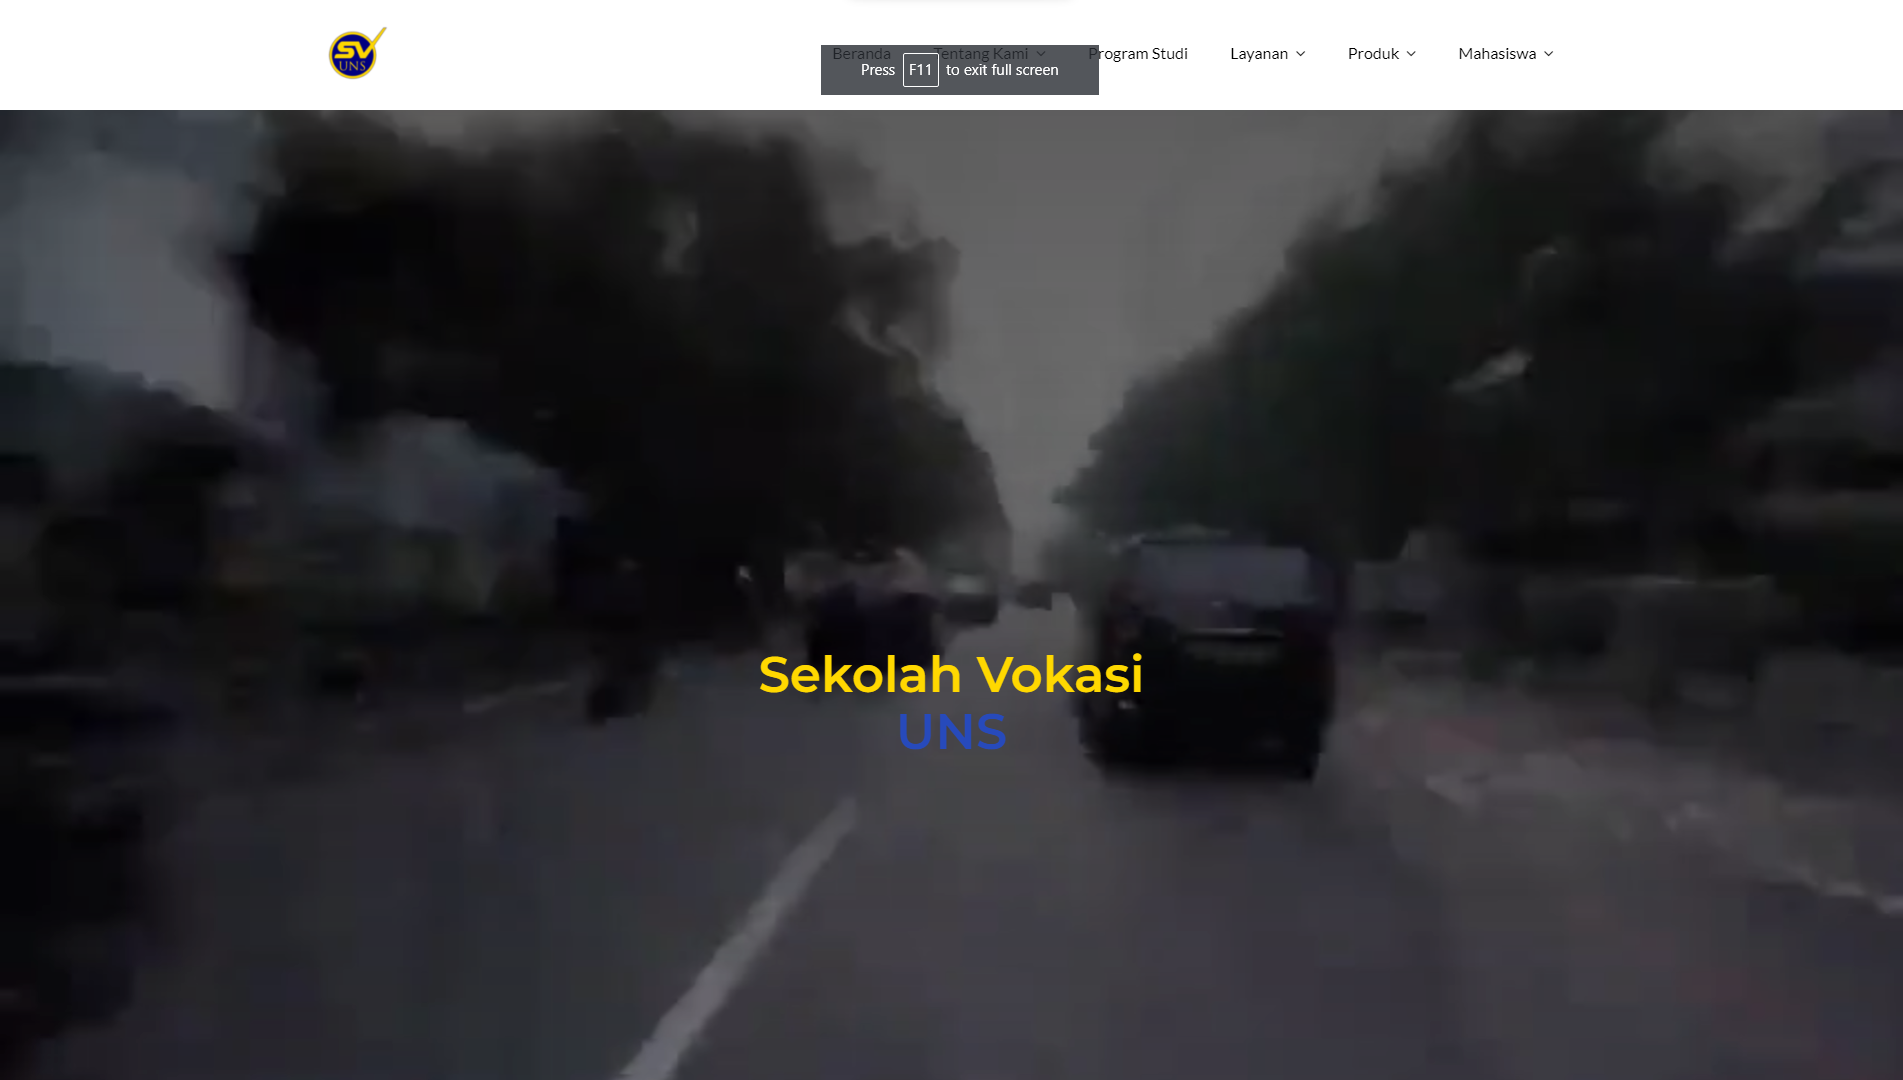 SV
UNS
Beranda Tentang Kami Program Studi Layanan Produk Mahasiswa
Press F11 to exit full screen
Sekolah Vokasi
UNS